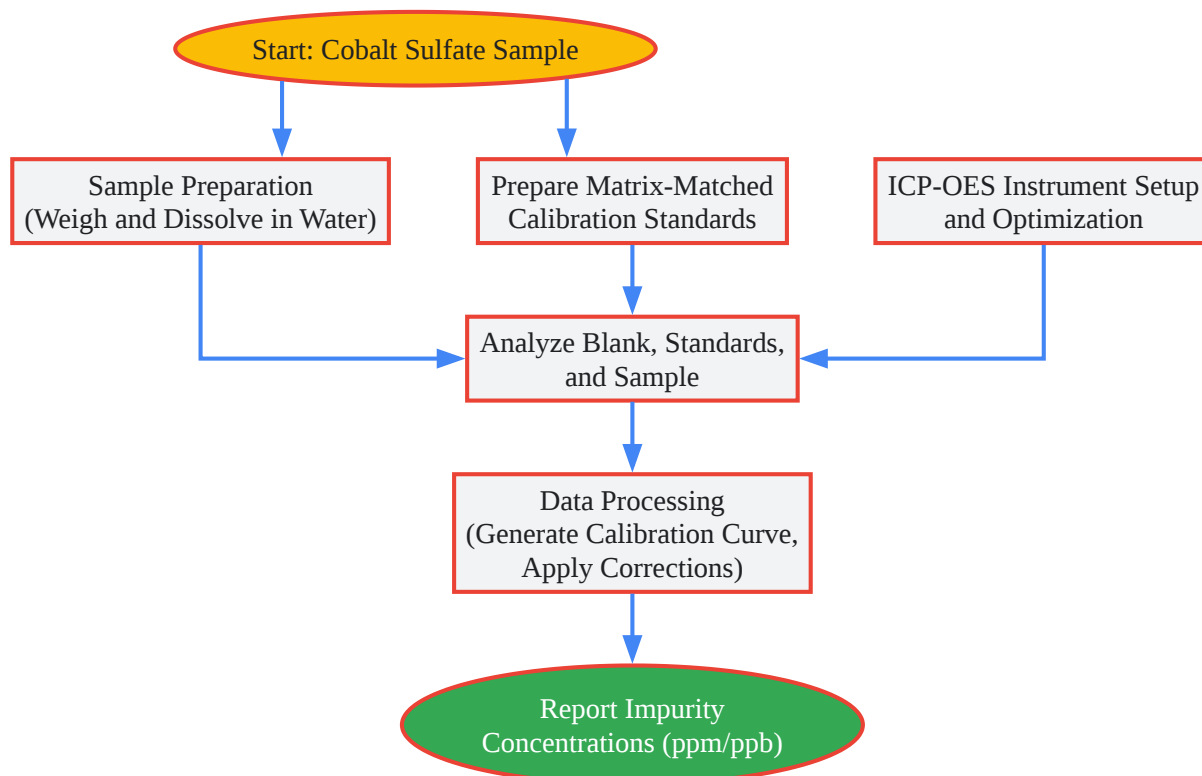 Start: Cobalt Sulfate Sample
Sample Preparation
(Weigh and Dissolve in Water)
Prepare Matrix-Matched
Calibration Standards
ICP-OES Instrument Setup
and Optimization
Analyze Blank, Standards,
and Sample
Data Processing
(Generate Calibration Curve,
Apply Corrections)
Report Impurity
Concentrations (ppm/ppb)